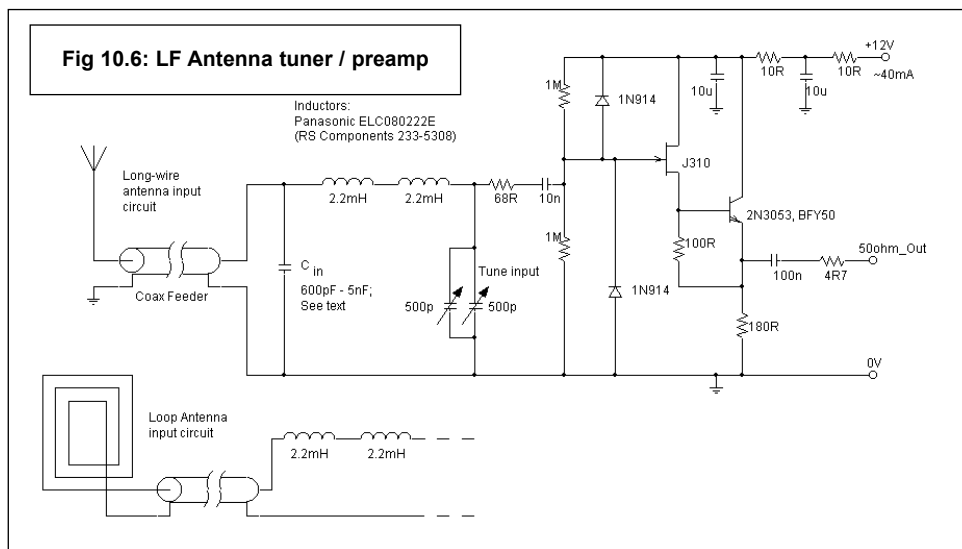 Fig 10.6: LF Antenna tuner / preamp
Inductors:
Panasonic ELC080222E
(RS Components 233-5308)
+12V
~40mA
10R
10R
10u
10u
1M
1N914
J310
2N3053, BFY50
Long-wire
antenna input
circuit
2.2mH
2.2mH
68R
10n
1M
100R
50ohm_Out
100n
4R7
Coax Feeder
C in
600pF - 5nF;
See text
Tune input
500p
500p
1N914
180R
0V
Loop Antenna
input circuit
2.2mH
2.2mH